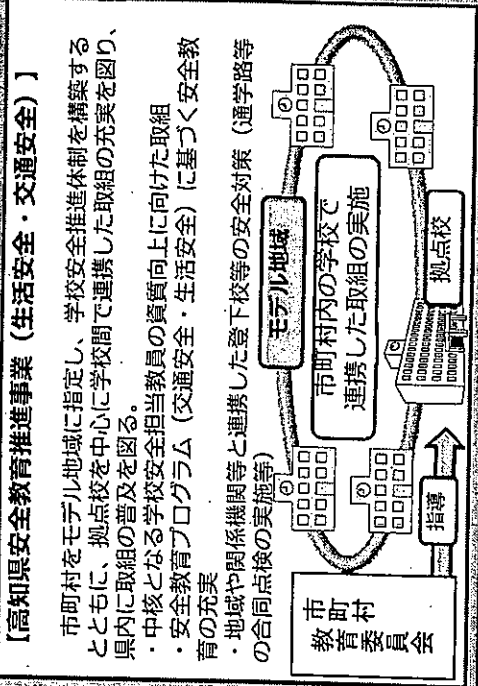 【高知県安全教育推進事業（生活安全・交通安全）】
市町村をモデル地域に指定し、学校安全推進体制を構築する
とともに、拠点校を中心に学校間で連携した取組の充実を図り、
県内に取組の普及を図る。
・中核となる学校安全担当教員の資質向上に向けた取組
・安全教育プログラム（交通安全・生活安全）に基づく安全教
育の充実
・地域や関係機関等と連携した登下校等の安全対策（通学路等
の合同点検の実施等）
モデル地域
市町村内の学校で
連携した取組の実施
拠点校
指導
市町村
教育委員会